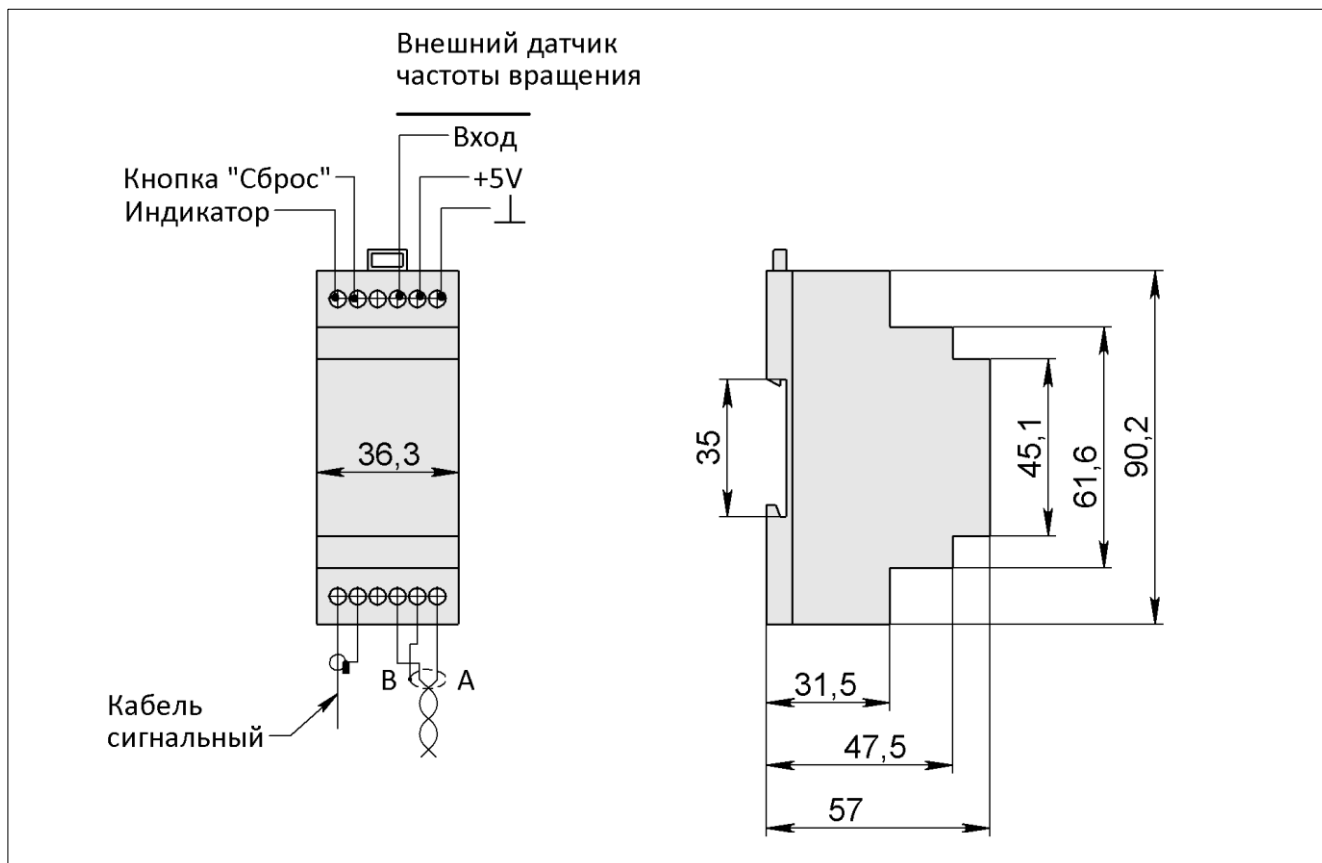 Внешний датчик
частоты вращения
Вход
Кнопка "Сброс"
+5V
Индикатор
36,3
35
45,1
61,6
90,2
B A
31,5
Кабель
сигнальный
47,5
57